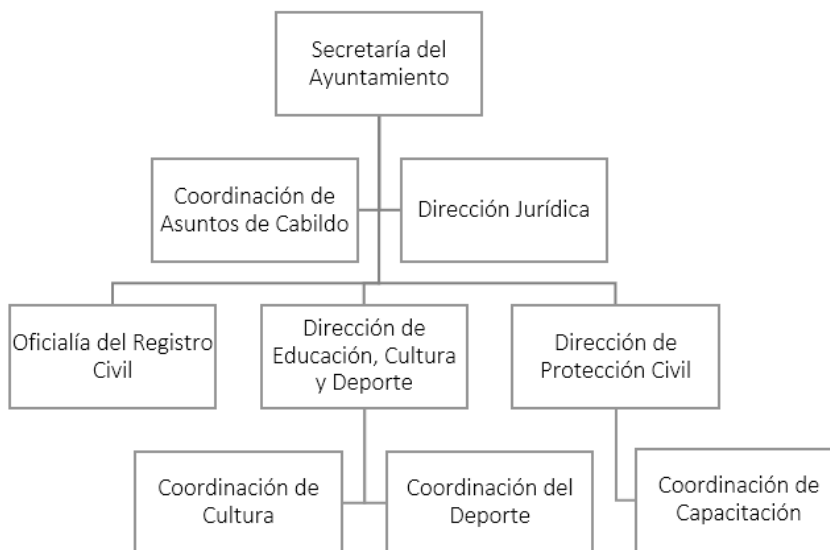 Secretaría del
Ayuntamiento
Coordinación de
Asuntos de Cabildo
Dirección Jurídica
Oficialía del Registro
Civil
Dirección de
Educación, Cultura
y Deporte
Dirección de
Protección Civil
Coordinación de
Cultura
Coordinación del
Deporte
Coordinación de
Capacitación